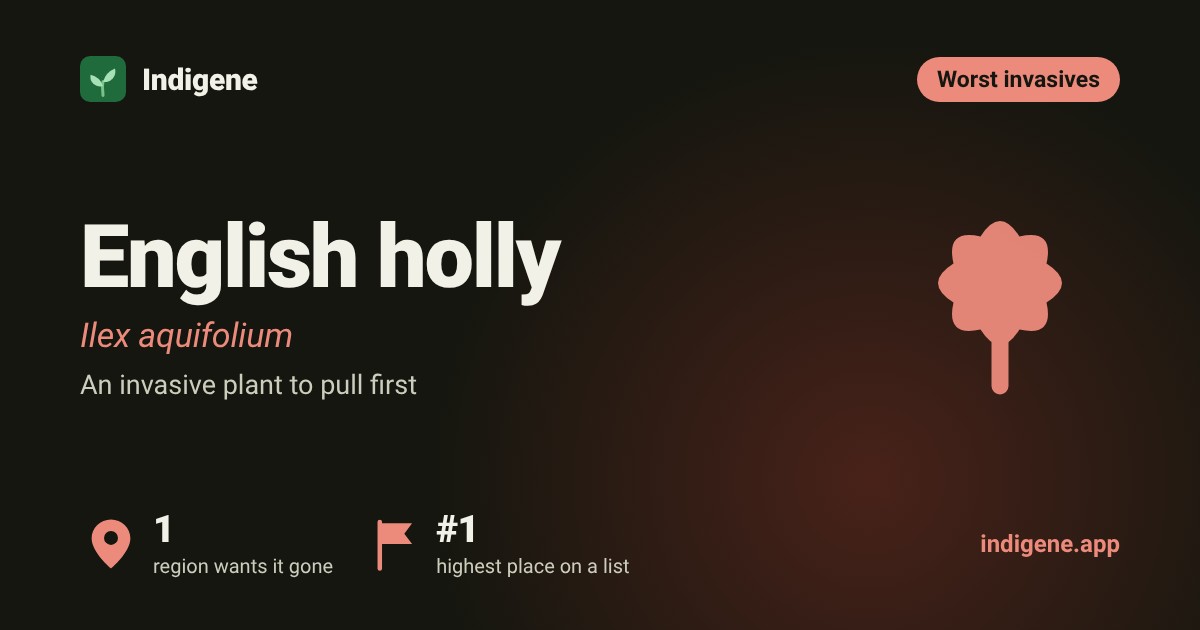 Indigene
Worst invasives
English holly
Ilex aquifolium
An invasive plant to pull first
1
region wants it gone
#1
highest place on a list
indigene.app